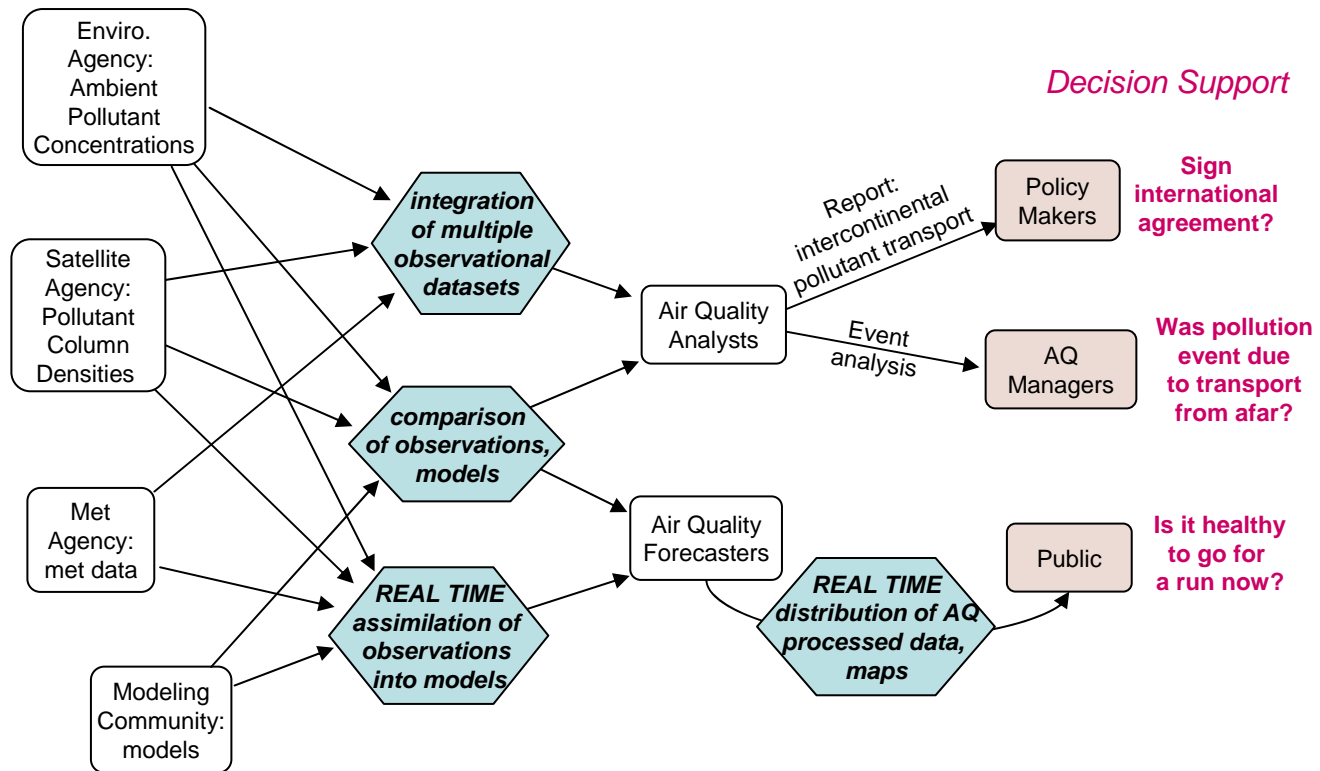 Enviro.
Agency:
Ambient
Pollutant
Concentrations
Satellite
Agency:
Pollutant
Column
Densities
Met
Agency:
met data
Modeling
Community:
models
integration
of multiple
observational
datasets
comparison
of observations,
models
REAL TIME
assimilation of
observations
into models
Air Quality
Analysts
Air Quality
Forecasters
Report:
intercontinental
pollutant transport
Event
analysis
REAL TIME
distribution of AQ
processed data,
maps
Decision Support
Policy
Makers
Sign
international
agreement?
AQ
Managers
Was pollution
event due
to transport
from afar?
Public
Is it healthy
to go for
a run now?